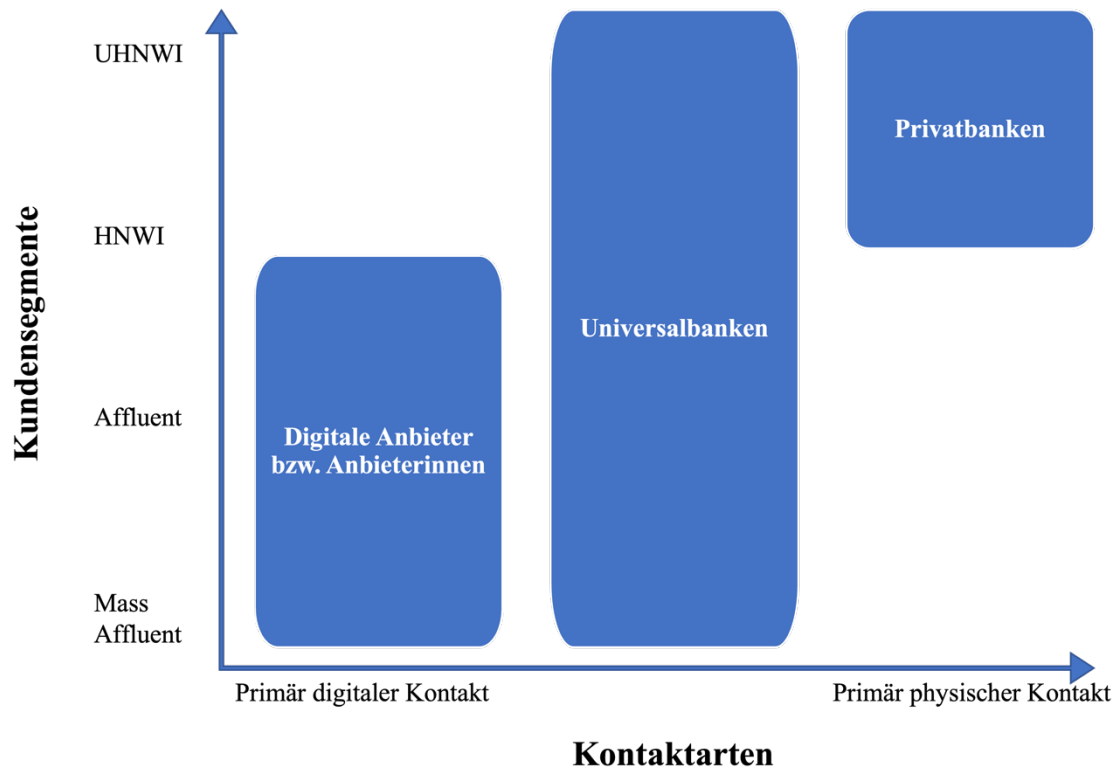 UHNWI
Privatbanken
HNWI
Universalbanken
Kundensegmente
Affluent
Digitale Anbieter
bzw. Anbieterinnen
Mass
Affluent
Primär digitaler Kontakt
Primär physischer Kontakt
Kontaktarten